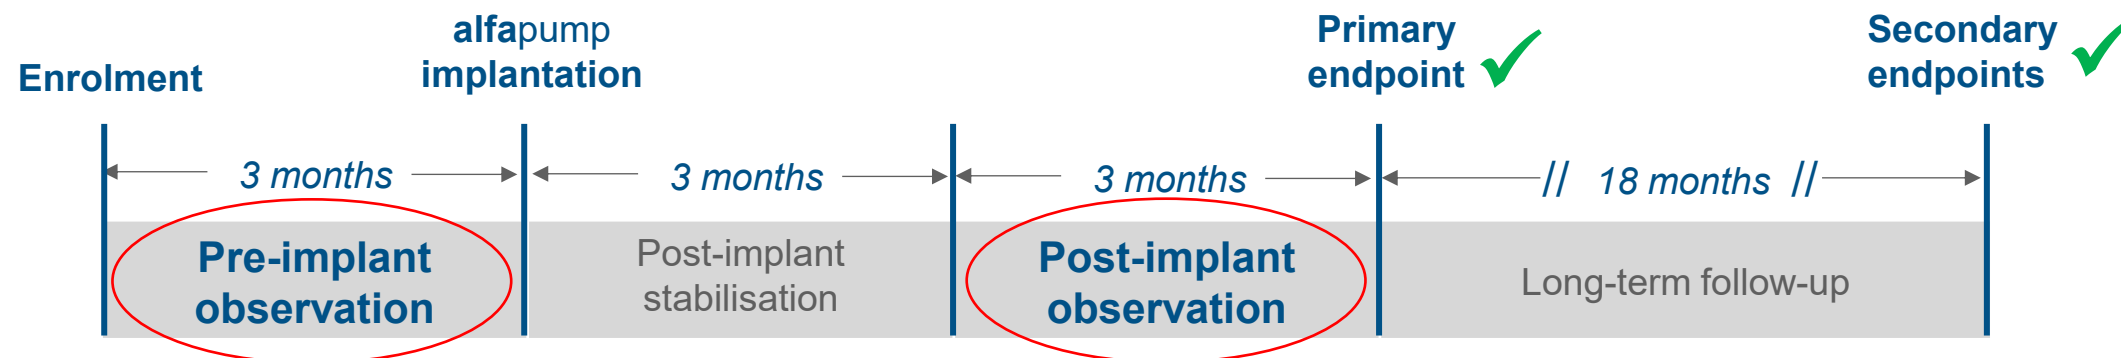 Enrolment
alfapump
implantation
Primary
endpoint
Secondary
endpoints
3 months
3 months
3 months
// 18 months //
Pre-implant
observation
Post-implant
stabilisation
Post-implant
observation
Long-term follow-up